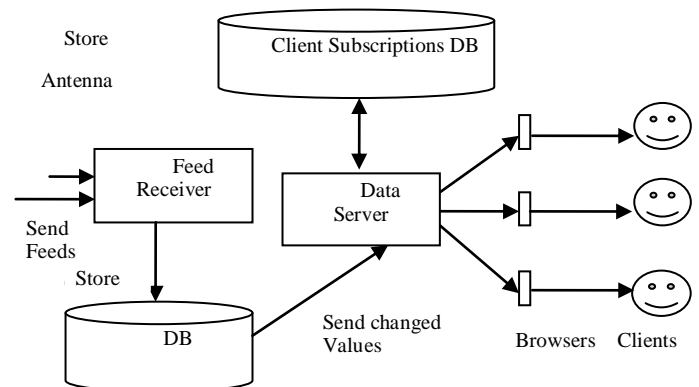 Store
Client Subscriptions DB
Antenna
Feed
Receiver
Data
Server
Send
Feeds
Store
DB
Send changed
Values
Browsers
Clients